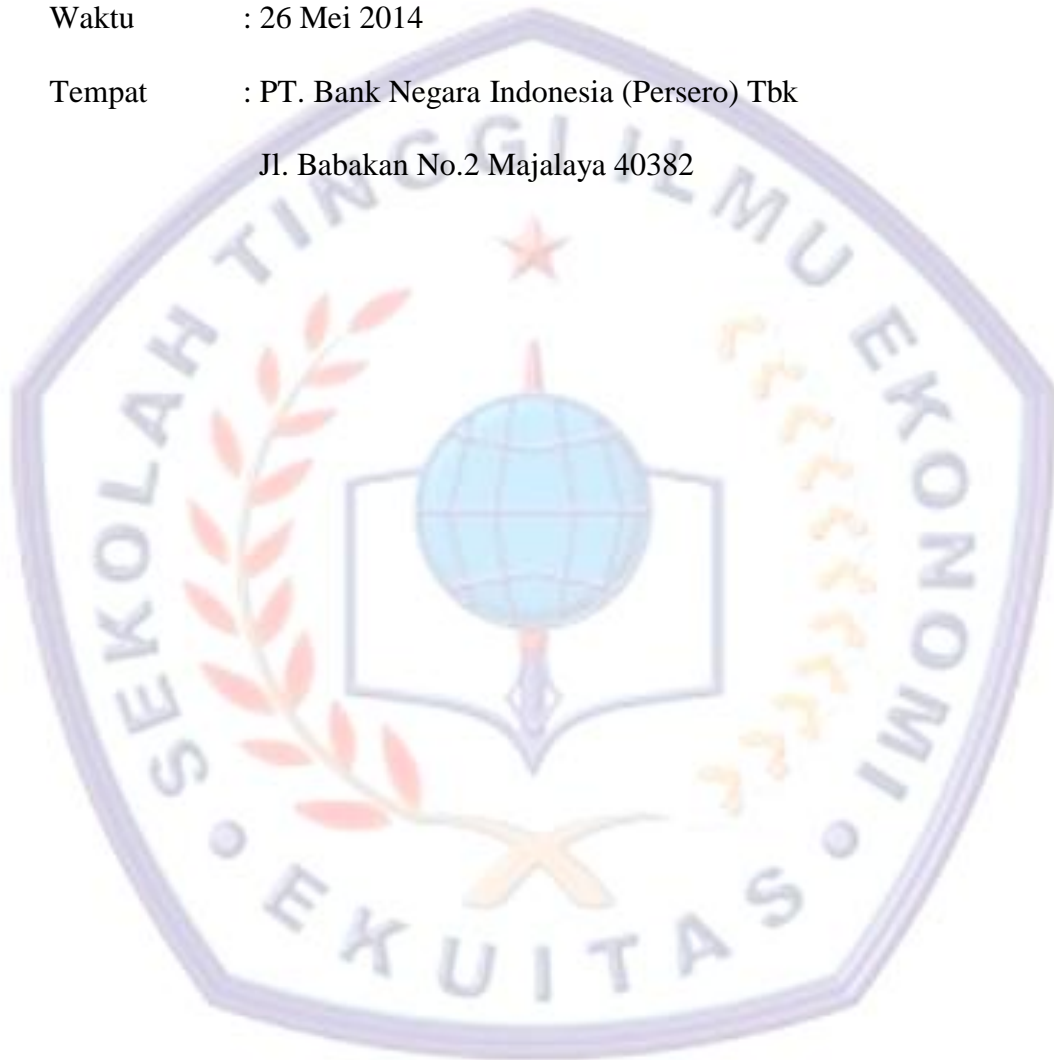 Waktu : 26 Mei 2014
Tempat : PT. Bank Negara Indonesia (Persero) Tbk
Jl. Babakan No.2 Majalaya 40382
SEKOLAH TINGGI ILMU EKONOMI
EKUITAS